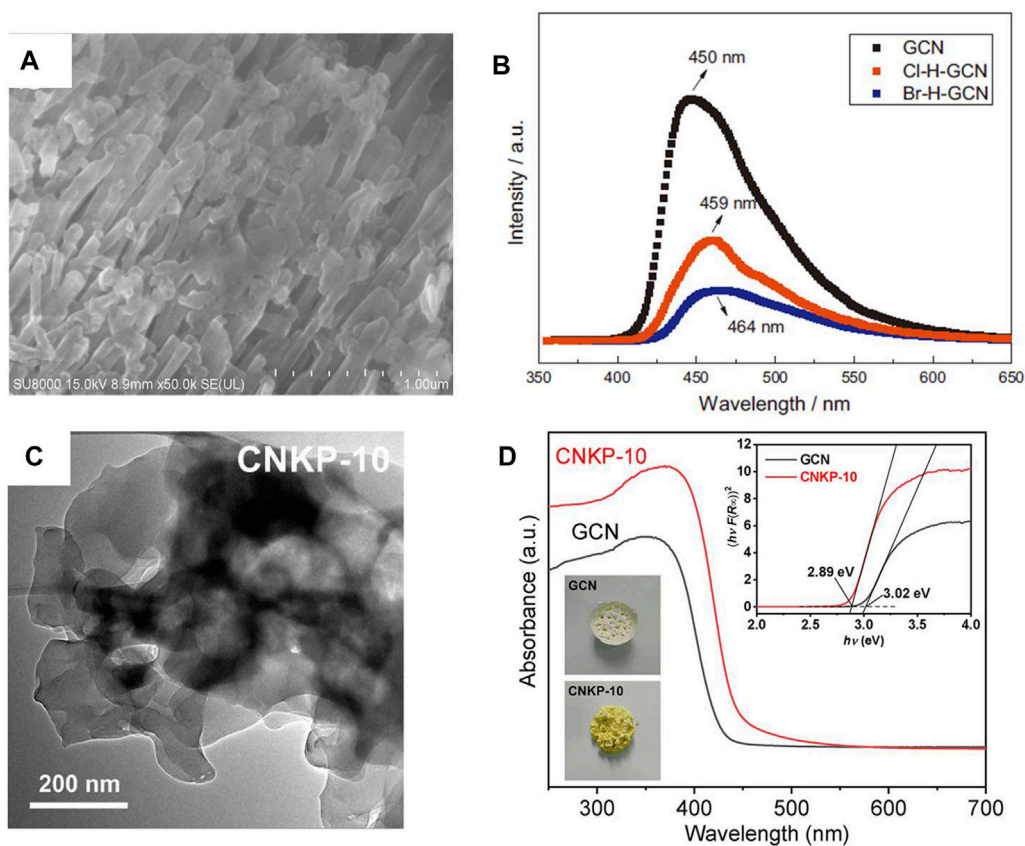 A
SU8000 15.0kV 8.9mm x50.0k SE(UL)
1.00um
B
GCN
Cl-H-GCN
Br-H-GCN
450 nm
459 nm
464 nm
Intensity / a.u.
350 400 450 500 550 600 650
Wavelength / nm
C
CNKP-10
200 nm
D
CNKP-10
GCN
GCN
CNKP-10
Absorbance (a.u.)
300 400 500 600 700
Wavelength (nm)
GCN
CNKP-10
12
10
8
6
4
2
0
(hν F(R∞))²
2.89 eV
3.02 eV
2.0 2.5 3.0 3.5 4.0
hν (eV)